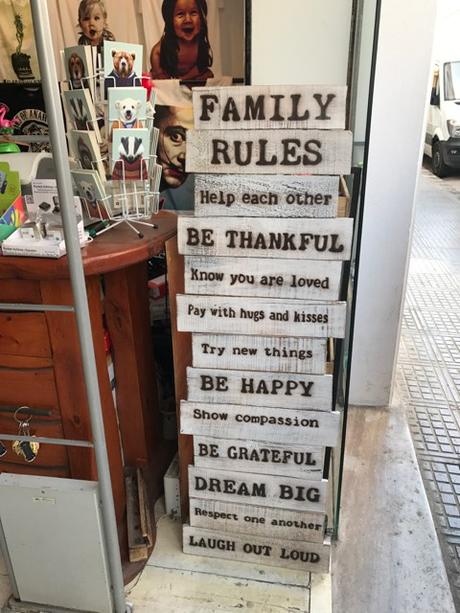 FAMILY
RULES
Help each other
BE THANKFUL
Know you are loved
Pay with hugs and kisses
Try new things
BE HAPPY
Show compassion
BE GRATEFUL
DREAM BIG
Respect one another
LAUGH OUT LOUD